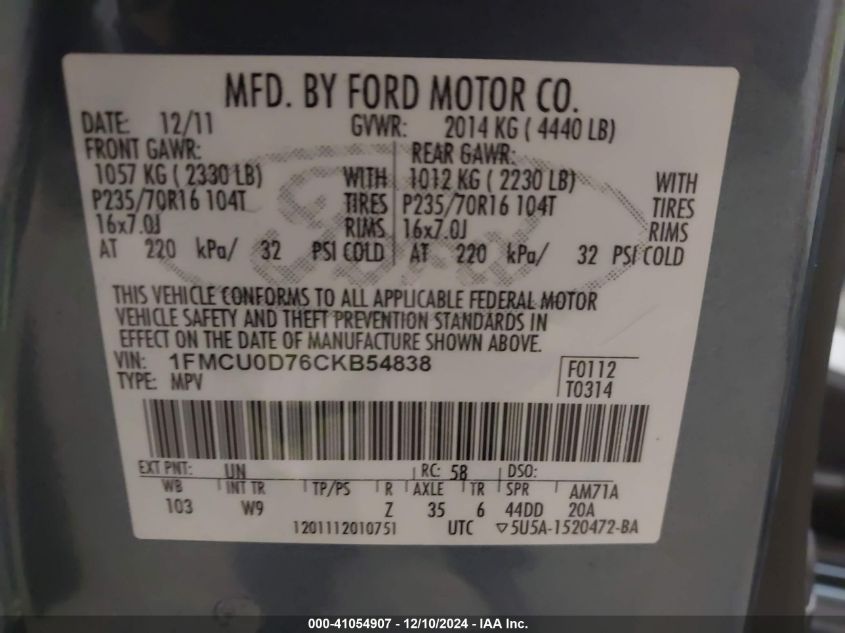 MFD. BY FORD MOTOR CO.
DATE: 12/11 GVWR: 2014 KG ( 4440 LB)
FRONT GAWR: REAR GAWR:
1057 KG ( 2330 LB) WITH 1012 KG ( 2230 LB) WITH
P235/70R16 104T TIRES P235/70R16 104T TIRES
16x7.0J RIMS 16x7.0J RIMS
AT 220 kPa/ 32 PSI COLD AT 220 kPa/ 32 PSI COLD
THIS VEHICLE CONFORMS TO ALL APPLICABLE FEDERAL MOTOR
VEHICLE SAFETY AND THEFT PREVENTION STANDARDS IN
EFFECT ON THE DATE OF MANUFACTURE SHOWN ABOVE.
VIN: 1FMCU0D76CKB54838 F0112
TYPE: MPV T0314
EXT PNT: UN RC: 58 DSO:
WB INT TR TP/PS R AXLE TR SPR AM71A
103 W9 Z 35 6 44DD 20A
1201112010751 UTC ▽5U5A-1520472-BA
000-41054907 - 12/10/2024 - IAA Inc.